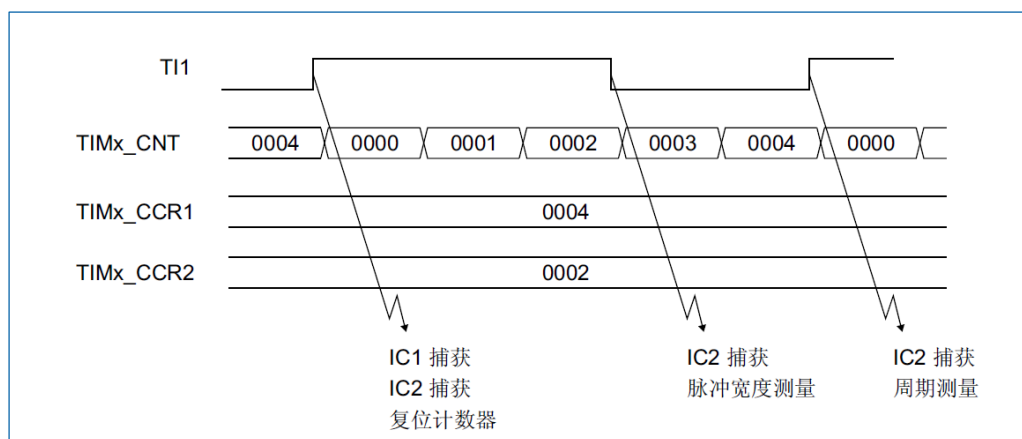 TI1
TIMx_CNT 0004 0000 0001 0002 0003 0004 0000
TIMx_CCR1 0004
TIMx_CCR2 0002
IC1 捕获
IC2 捕获
复位计数器
IC2 捕获
脉冲宽度测量
IC2 捕获
周期测量